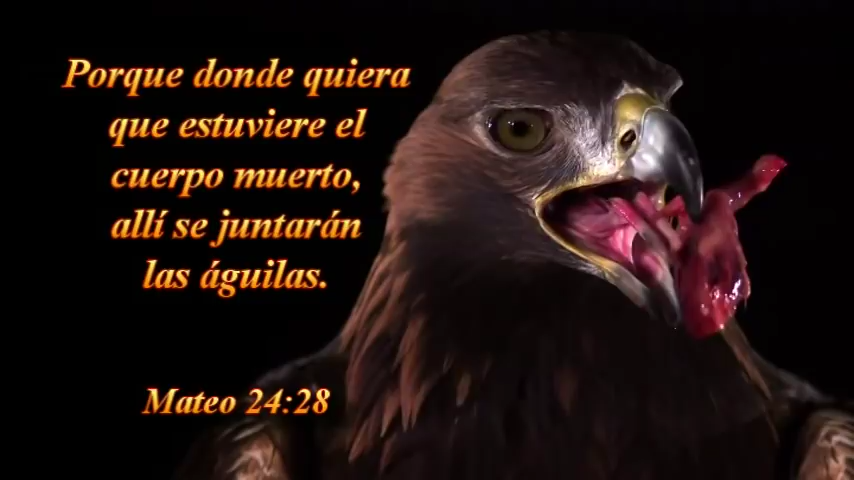 Porque donde quiera
que estuviere el
cuerpo muerto,
allí se juntarán
las águilas.
Mateo 24:28